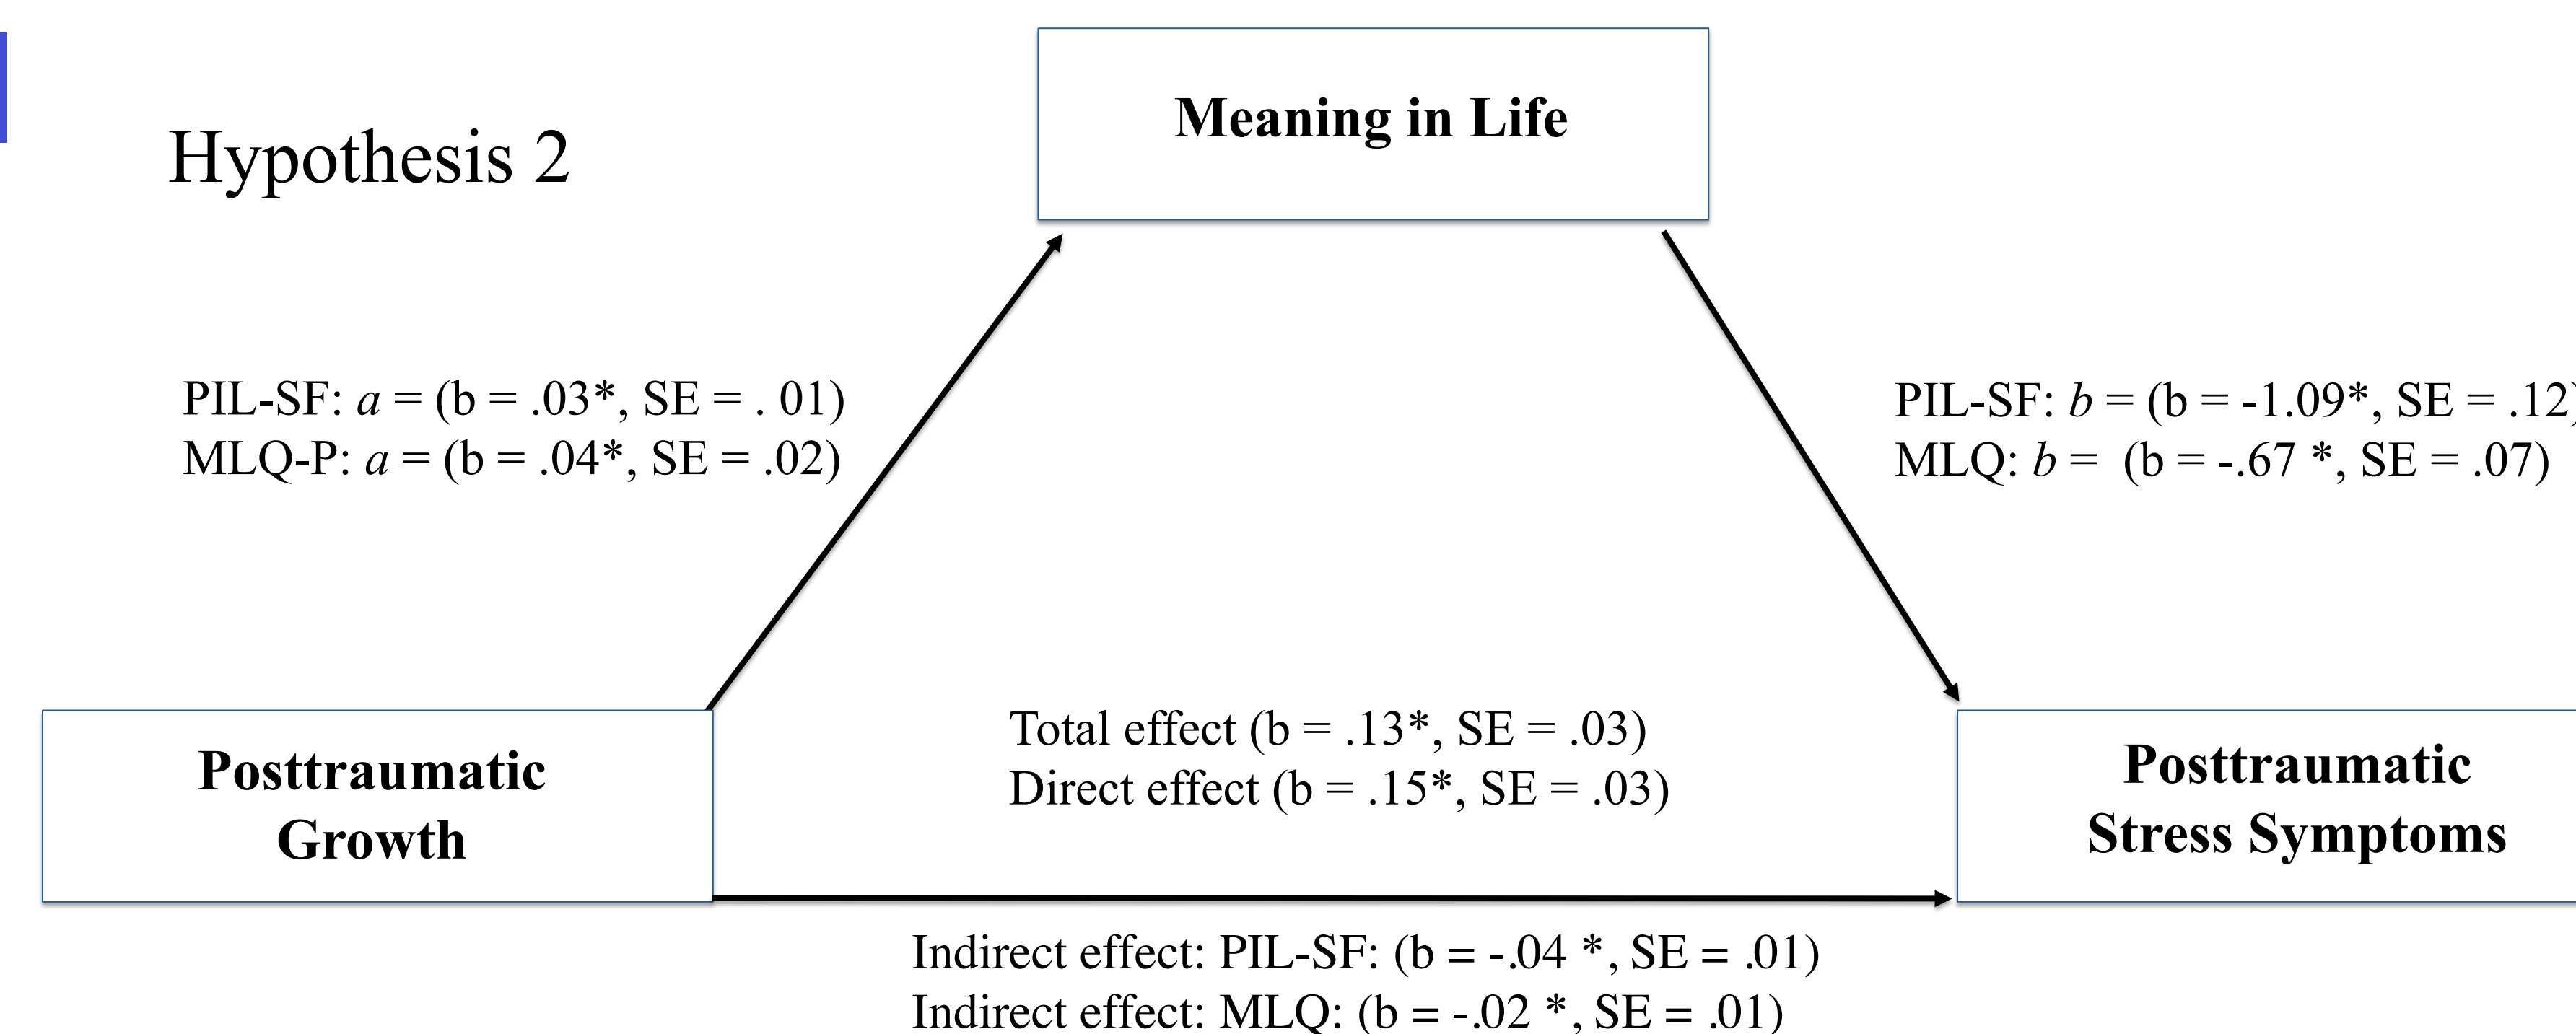 Meaning in Life
Hypothesis 2
PIL-SF: a = (b = .03*, SE = . 01)
MLQ-P: a = (b = .04*, SE = .02)
PIL-SF: b = (b = -1.09*, SE = .12)
MLQ: b =  (b = -.67 *, SE = .07)
Total effect (b = .13*, SE = .03)
Direct effect (b = .15*, SE = .03)
Posttraumatic
Growth
Posttraumatic
Stress Symptoms
Indirect effect: PIL-SF: (b = -.04 *, SE = .01)
Indirect effect: MLQ: (b = -.02 *, SE = .01)